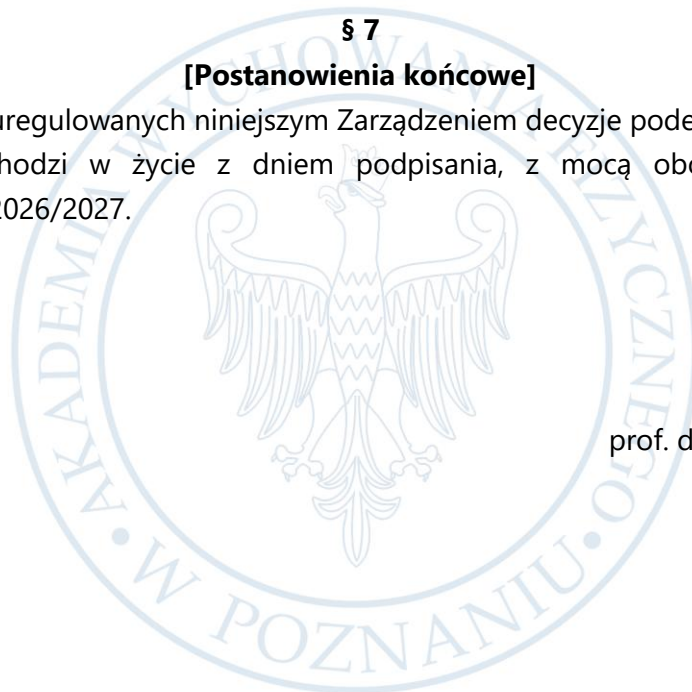 § 7
[Postanowienia końcowe]
uregulowanych niniejszym Zarządzeniem decyzje pode
hodzi w życie z dniem podpisania, z mocą obo
2026/2027.
prof. d
AKADEMIA WYCHOWANIA FIZYCZNEGO
W POZNANIU